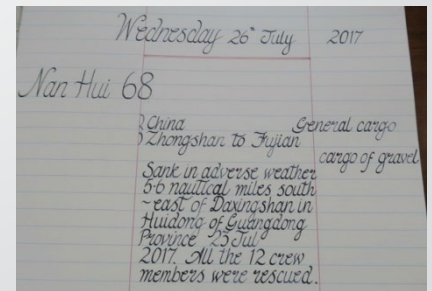 Wednesday 26th July 2017
Nan Hui 68
China General cargo
Zhongshan to Fujian
cargo of gravel
Sank in adverse weather
5.6 nautical miles south
~east of Daxingshan in
Huidong of Guangdong
Province 25 Jul
2017. All the 12 crew
members were rescued.